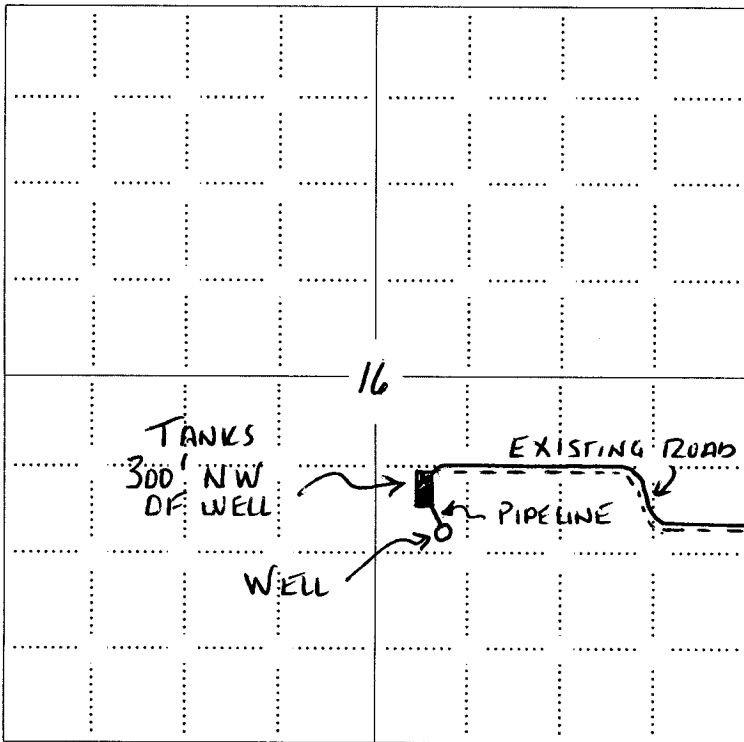 16
TANKS
300' NW
OF WELL
EXISTING ROAD
PIPELINE
WELL